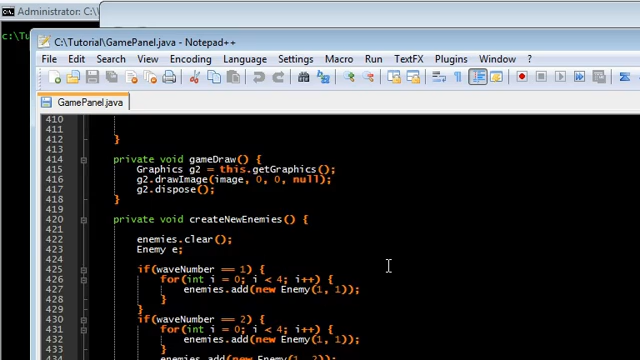 Administrator: C:\
c:\Tut
C:\Tutorial\GamePanel.java - Notepad++
File Edit Search View Encoding Language Settings Macro Run TextFX Plugins Window ?
GamePanel.java
410
411
412 }
413
414 private void gameDraw() {
415 Graphics g2 = this.getGraphics();
416 g2.drawImage(image, 0, 0, null);
417 g2.dispose();
418 }
419
420 private void createNewEnemies() {
421
422 enemies.clear();
423 Enemy e;
424
425 if(waveNumber == 1) {
426 for(int i = 0; i < 4; i++) {
427 enemies.add(new Enemy(1, 1));
428 }
429 }
430 if(waveNumber == 2) {
431 for(int i = 0; i < 4; i++) {
432 enemies.add(new Enemy(1, 1));
433 }
434 enemies.add(new Enemy(1, 2));